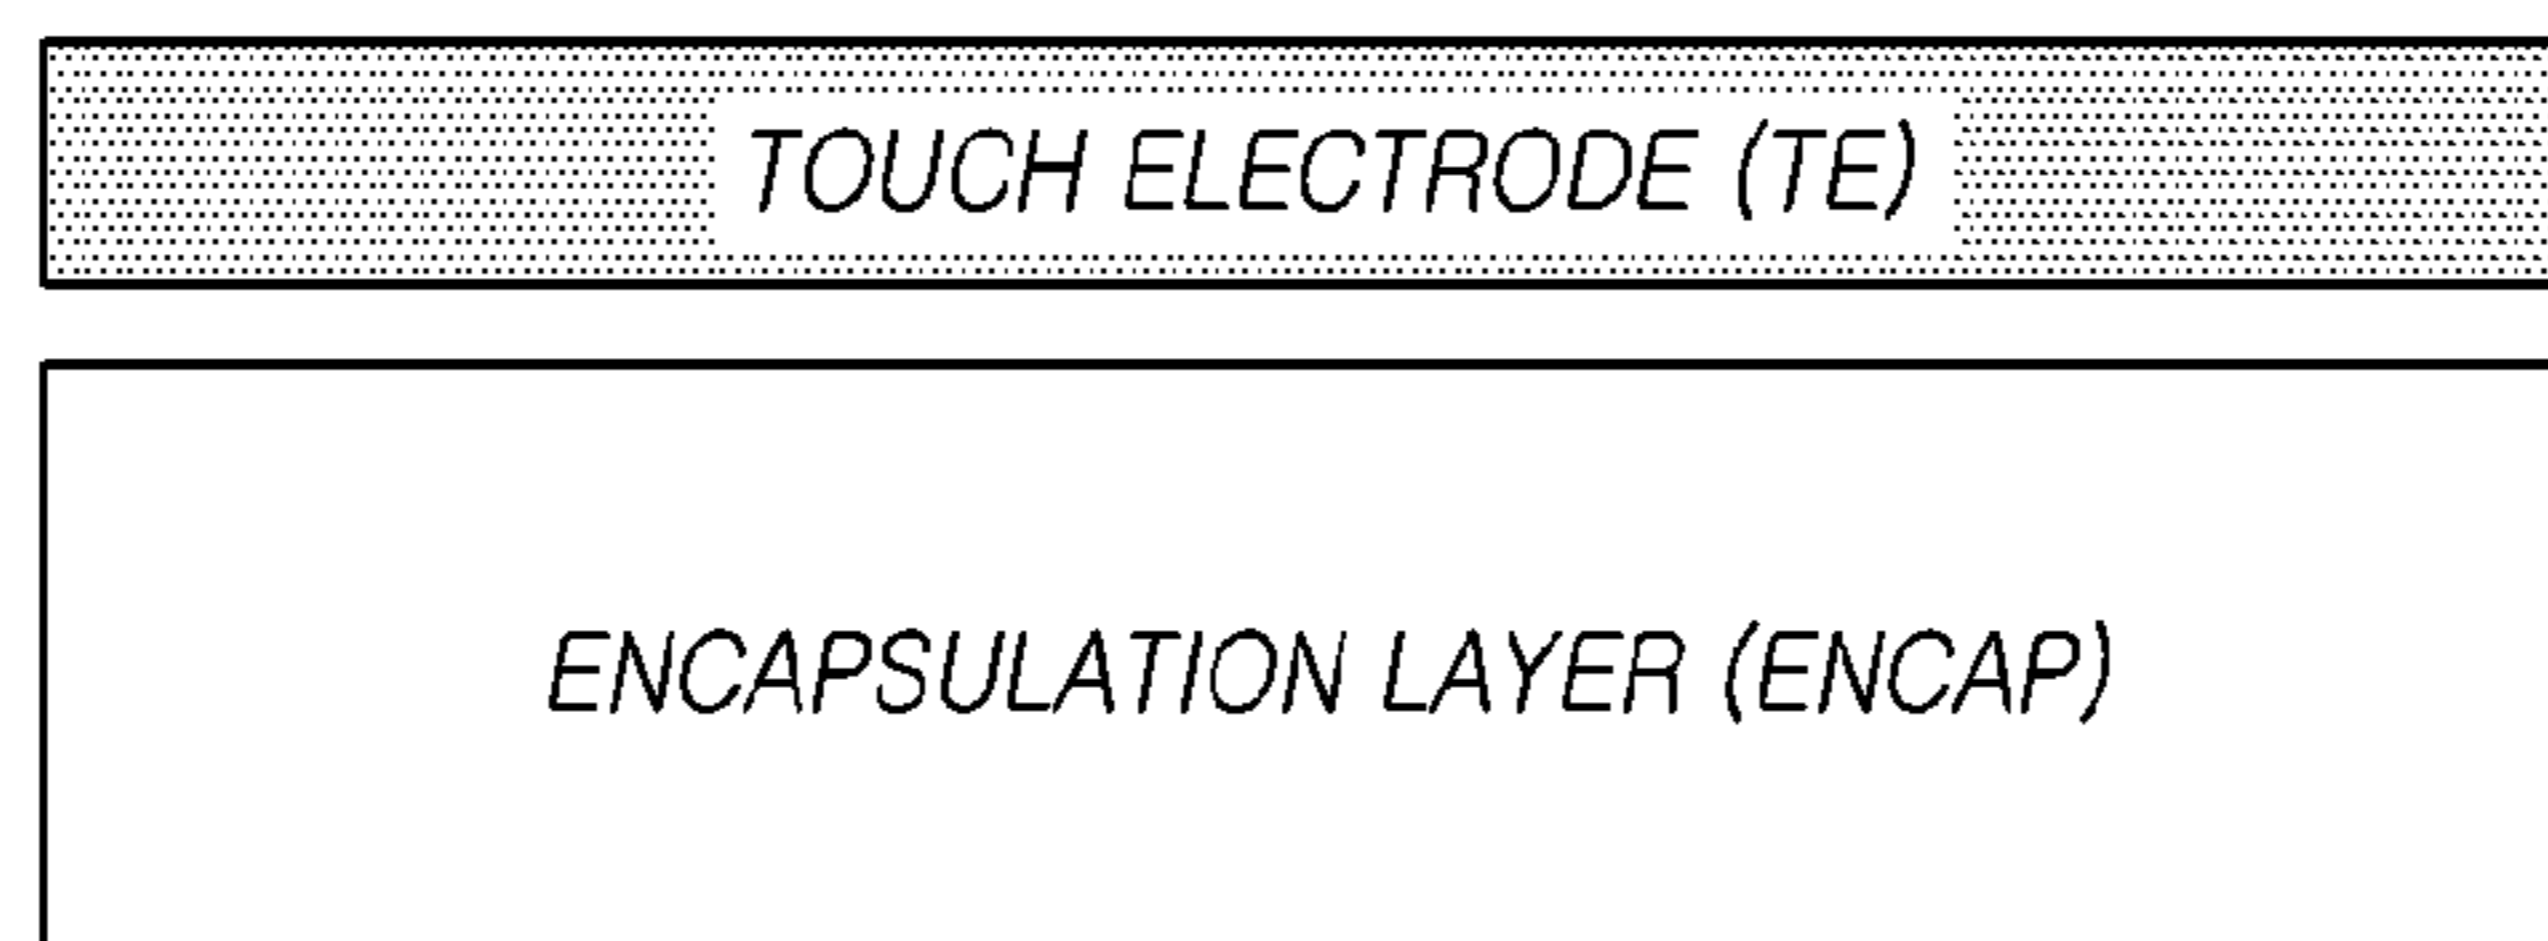 TOUCH ELECTRODE (TE)
ENCAPSULATION LAYER (ENCAP)